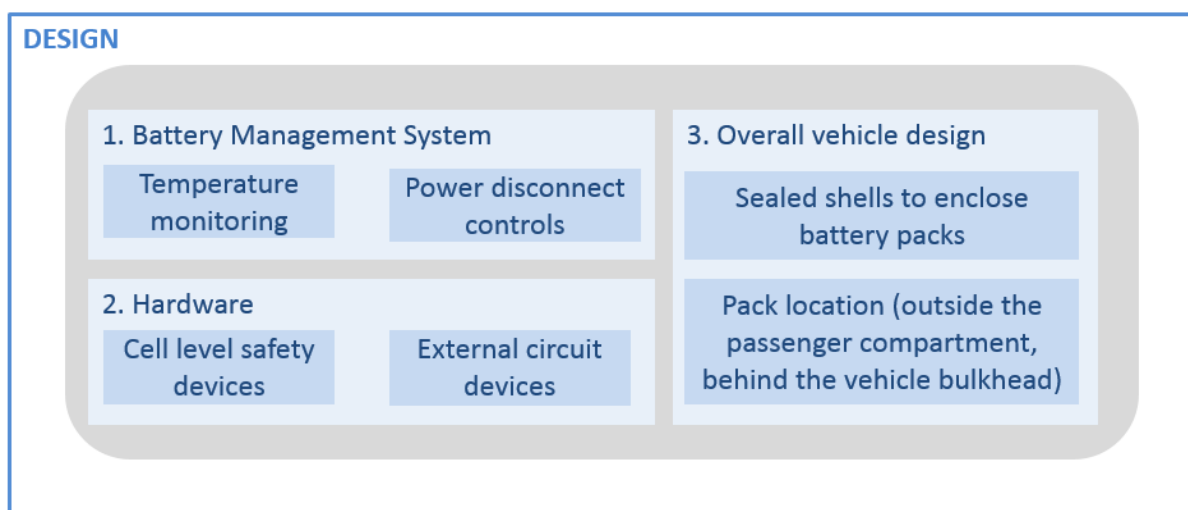 DESIGN
1. Battery Management System
Temperature
monitoring
Power disconnect
controls
2. Hardware
Cell level safety
devices
External circuit
devices
3. Overall vehicle design
Sealed shells to enclose
battery packs
Pack location (outside the
passenger compartment,
behind the vehicle bulkhead)